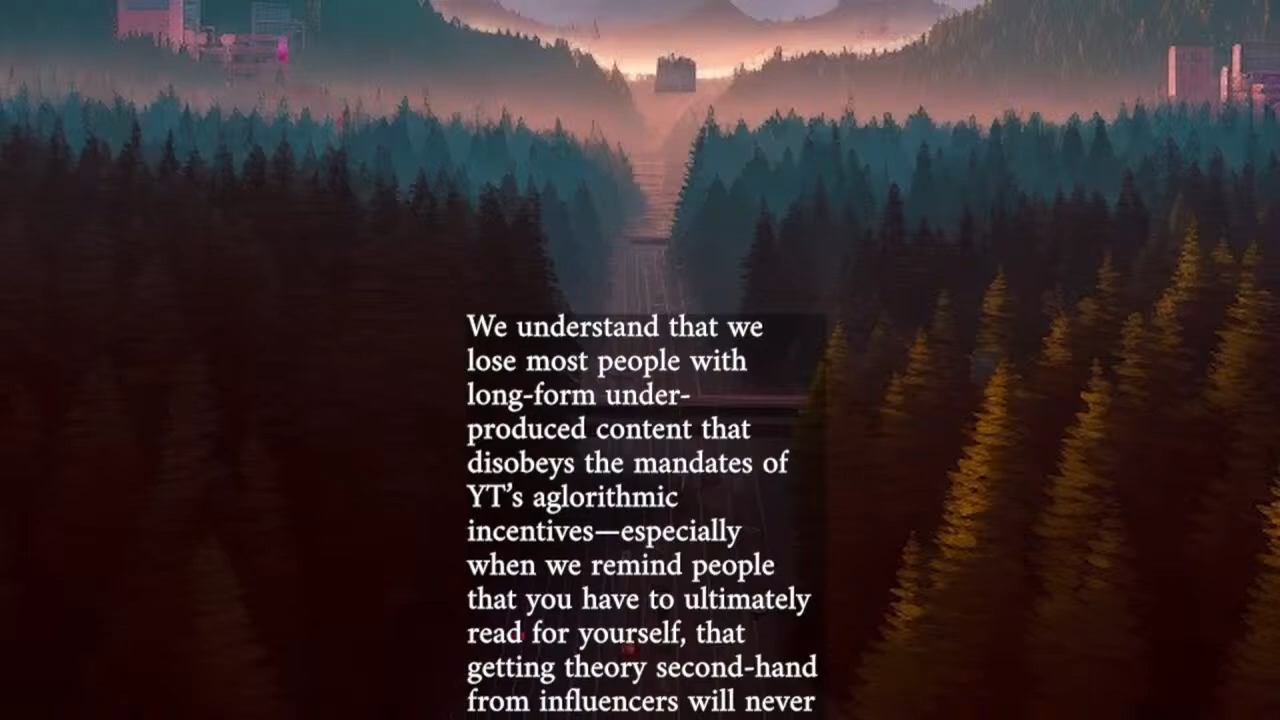 We understand that we
lose most people with
long-form under-
produced content that
disobeys the mandates of
YT’s aglorithmic
incentives—especially
when we remind people
that you have to ultimately
read for yourself, that
getting theory second-hand
from influencers will never